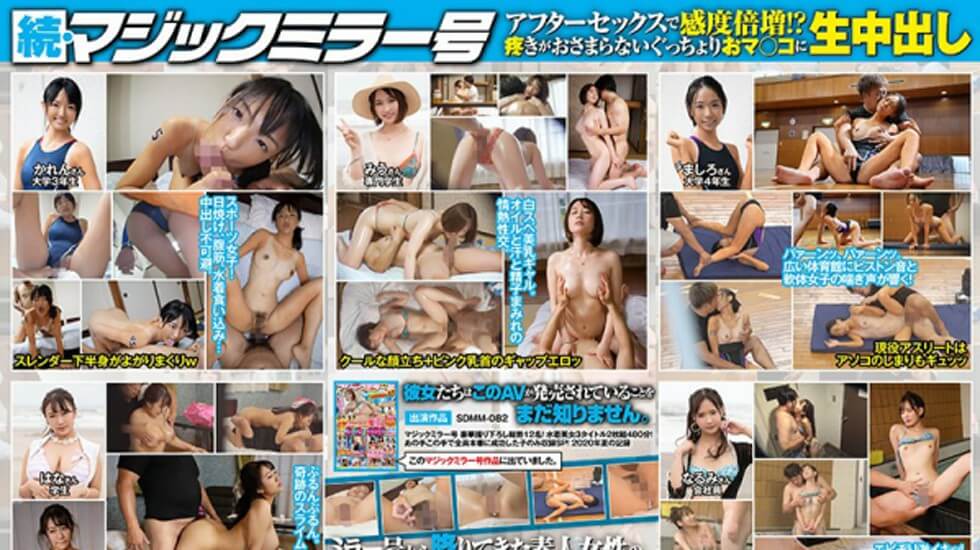 続・マジックミラー号
アフターセックスで感度倍増!?
疼きがおさまらないぐっちょりおマ〇コに
生中出し
かれんさん
大学3年生
スポーツ女子!
日焼け、腹筋、水着食い込み…
中出し不可避
スレンダー下半身がよがりまくりw
みうさん
白スベ美乳ギャル。
オイルと汗と精子まみれの
情熱性交。
クールな顔立ち+ピンク乳首のギャップエロッ
ましろさん
大学4年生
パァーンッ、パァーンッ
広い体育館にピストン音と
軟体女子の喘ぎ声が響く!
現役アスリートは
アソコのしまりもギュッッ
はなさん
学生
ぷるんぷるん、
奇跡のスライム
彼女たちはこのAVが発売されていることを
まだ知りません。
出演作品
SDMM-082
このマジックミラー号作品に出ていました。
なるみさん
会社員